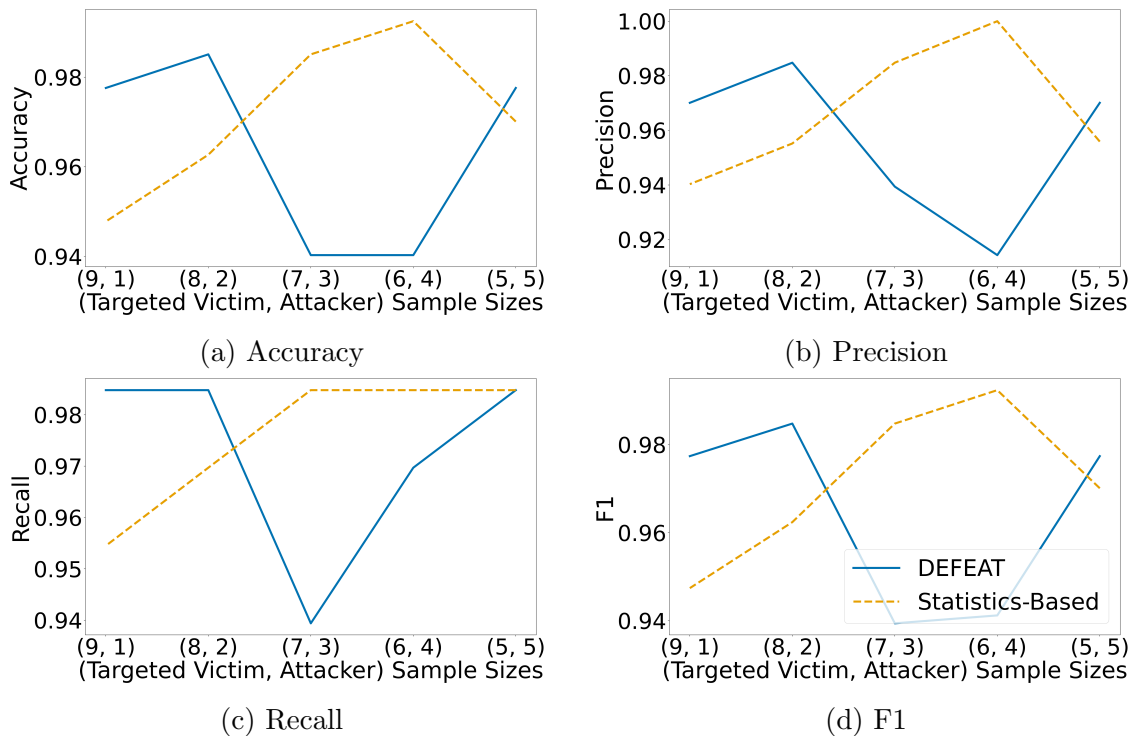 0.98
0.96
0.94
Accuracy
(9, 1) (8, 2) (7, 3) (6, 4) (5, 5)
(Targeted Victim, Attacker) Sample Sizes
(a) Accuracy
1.00
0.98
0.96
0.94
0.92
Precision
(9, 1) (8, 2) (7, 3) (6, 4) (5, 5)
(Targeted Victim, Attacker) Sample Sizes
(b) Precision
0.98
0.97
0.96
0.95
0.94
Recall
(9, 1) (8, 2) (7, 3) (6, 4) (5, 5)
(Targeted Victim, Attacker) Sample Sizes
(c) Recall
0.98
0.96
0.94
F1
DEFEAT
Statistics-Based
(9, 1) (8, 2) (7, 3) (6, 4) (5, 5)
(Targeted Victim, Attacker) Sample Sizes
(d) F1